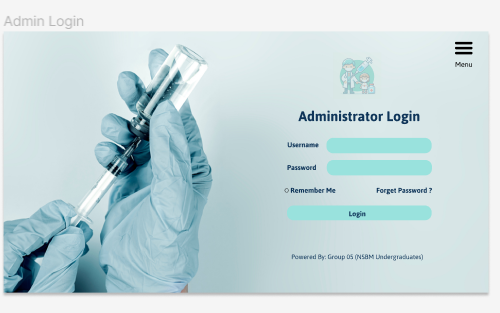 Admin Login
Menu
Administrator Login
Username
Password
Remember Me
Forget Password ?
Login
Powered By: Group 05 (NSBM Undergraduates)